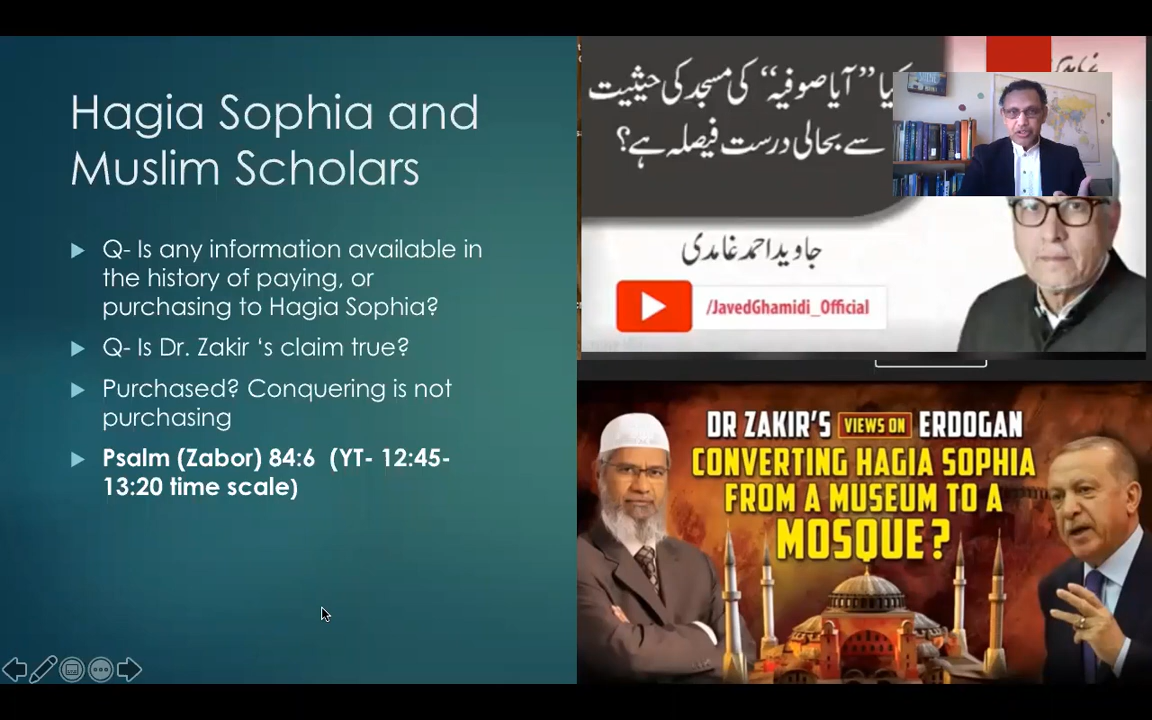 Hagia Sophia and
Muslim Scholars
Q- Is any information available in
the history of paying, or
purchasing to Hagia Sophia?
Q- Is Dr. Zakir ‘s claim true?
Purchased? Conquering is not
purchasing
Psalm (Zabor) 84:6 (YT- 12:45-
13:20 time scale)
کیا ”آیا صوفیہ“ کی مسجد کی حیثیت
سے بحالی درست فیصلہ ہے؟
جاوید احمد غامدی
/JavedGhamidi_Official
DR ZAKIR'S VIEWS ON ERDOGAN
CONVERTING HAGIA SOPHIA
FROM A MUSEUM TO A
MOSQUE?